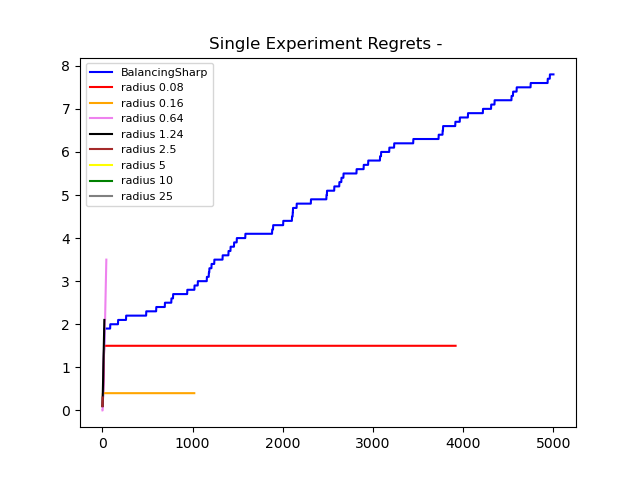 Single Experiment Regrets -
BalancingSharp
radius 0.08
radius 0.16
radius 0.64
radius 1.24
radius 2.5
radius 5
radius 10
radius 25
8
7
6
5
4
3
2
1
0
0 1000 2000 3000 4000 5000